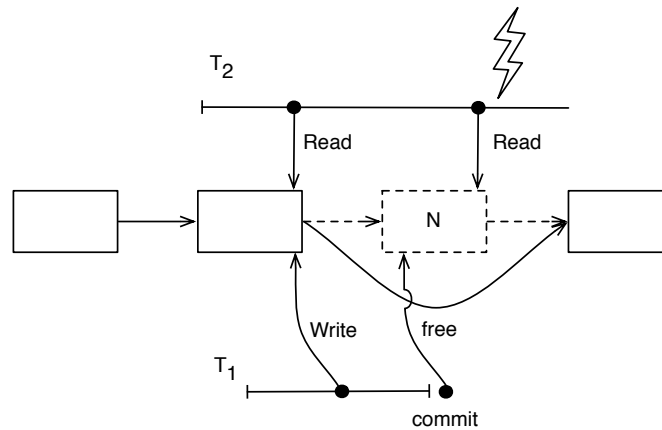 T2
Read
Read
N
Write
free
T1
commit